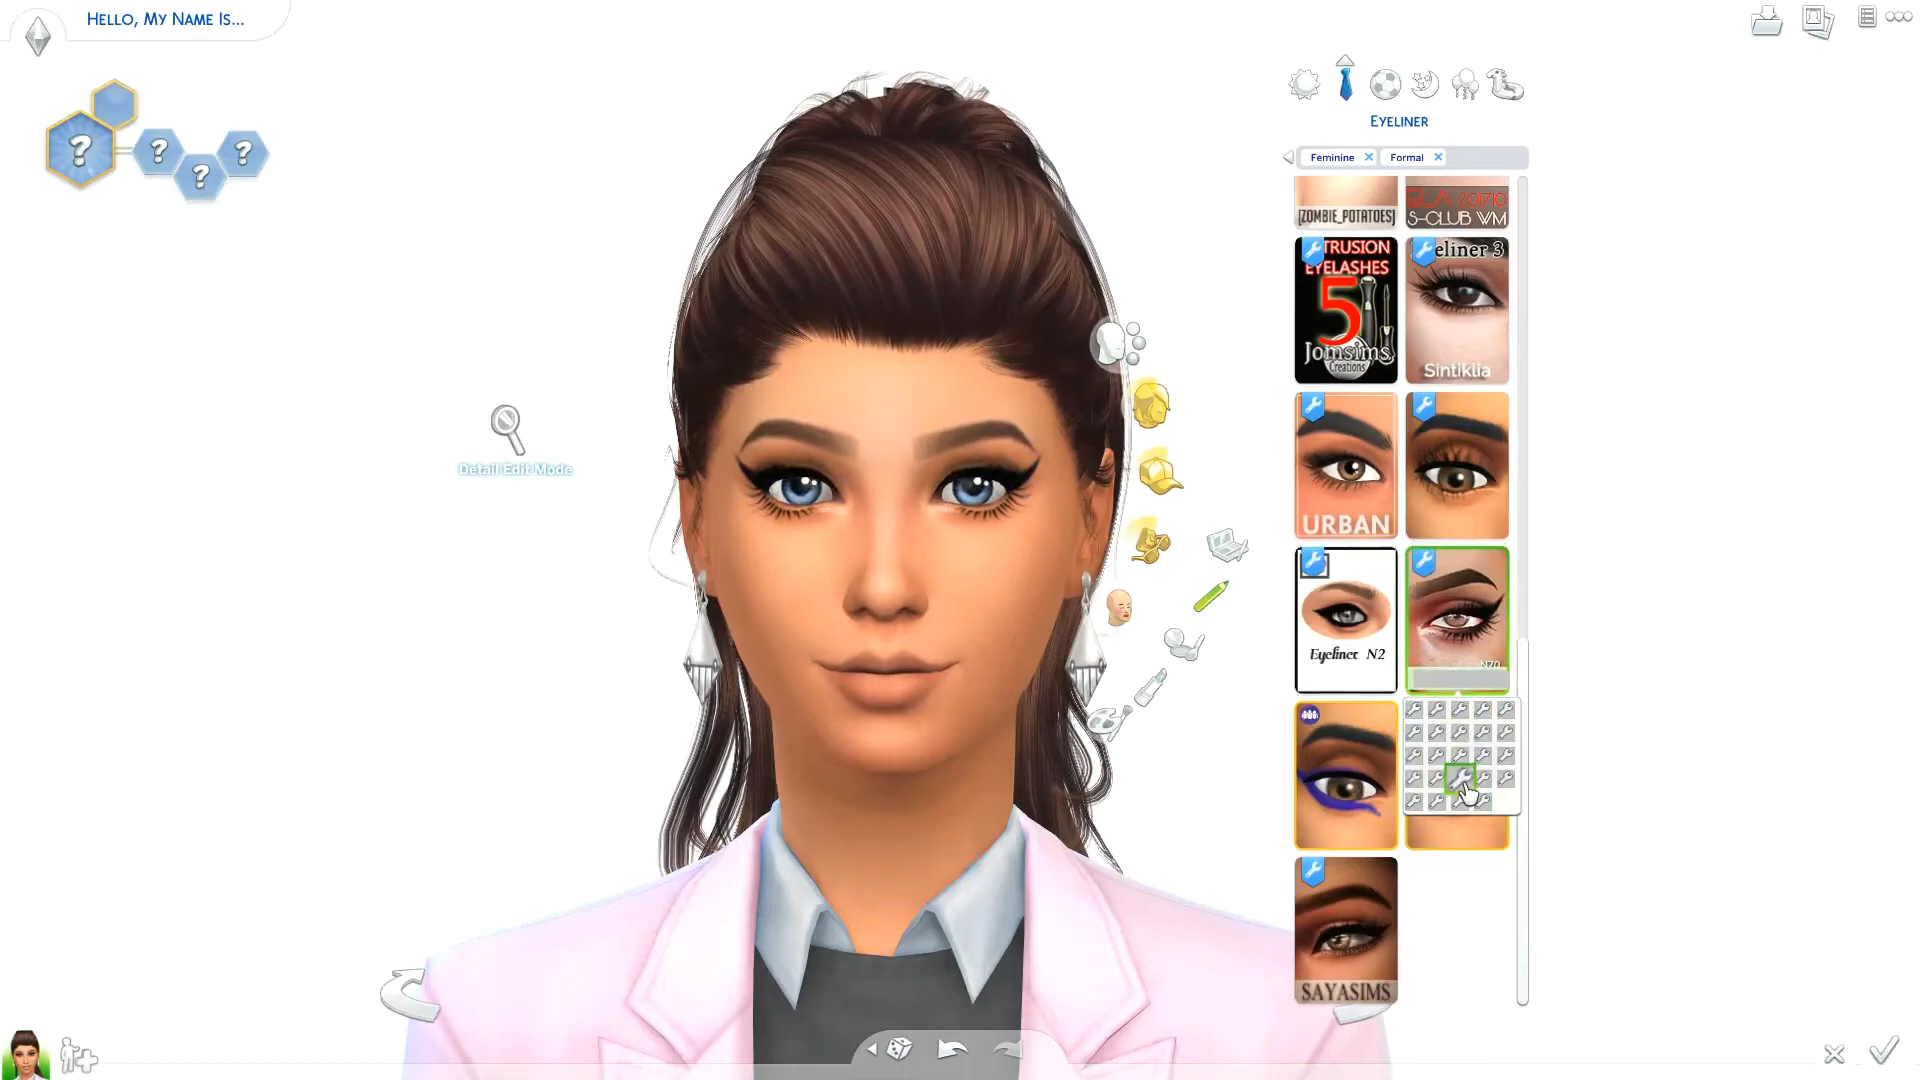 Hello, My Name Is...
Eyeliner
Feminine
Formal
[ZOMBIE_POTATOES]
S-CLUB WM
TRUSION
EYELASHES
5
Jomsims
Creations
eliner 3
Sintiklia
Detail Edit Mode
URBAN
Eyeliner N2
N70
SAYASIMS